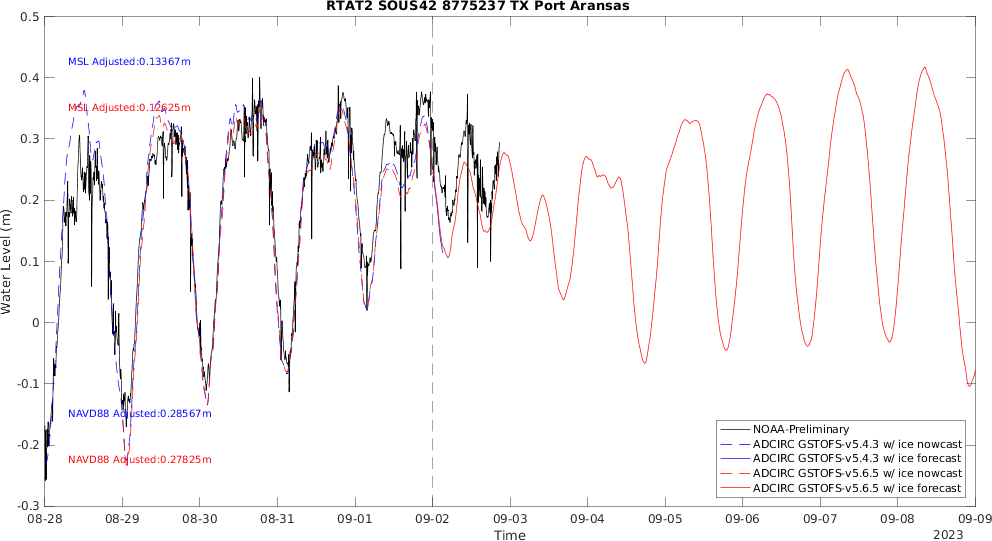 RTAT2 SOUS42 8775237 TX Port Aransas
0.5
0.4
0.3
0.2
0.1
0
-0.1
-0.2
-0.3
Water Level (m)
MSL Adjusted:0.13367m
MSL Adjusted:0.12625m
NAVD88 Adjusted:0.28567m
NAVD88 Adjusted:0.27825m
NOAA-Preliminary
ADCIRC GSTOFS-v5.4.3 w/ ice nowcast
ADCIRC GSTOFS-v5.4.3 w/ ice forecast
ADCIRC GSTOFS-v5.6.5 w/ ice nowcast
ADCIRC GSTOFS-v5.6.5 w/ ice forecast
08-28 08-29 08-30 08-31 09-01 09-02 09-03 09-04 09-05 09-06 09-07 09-08 09-09
Time
2023